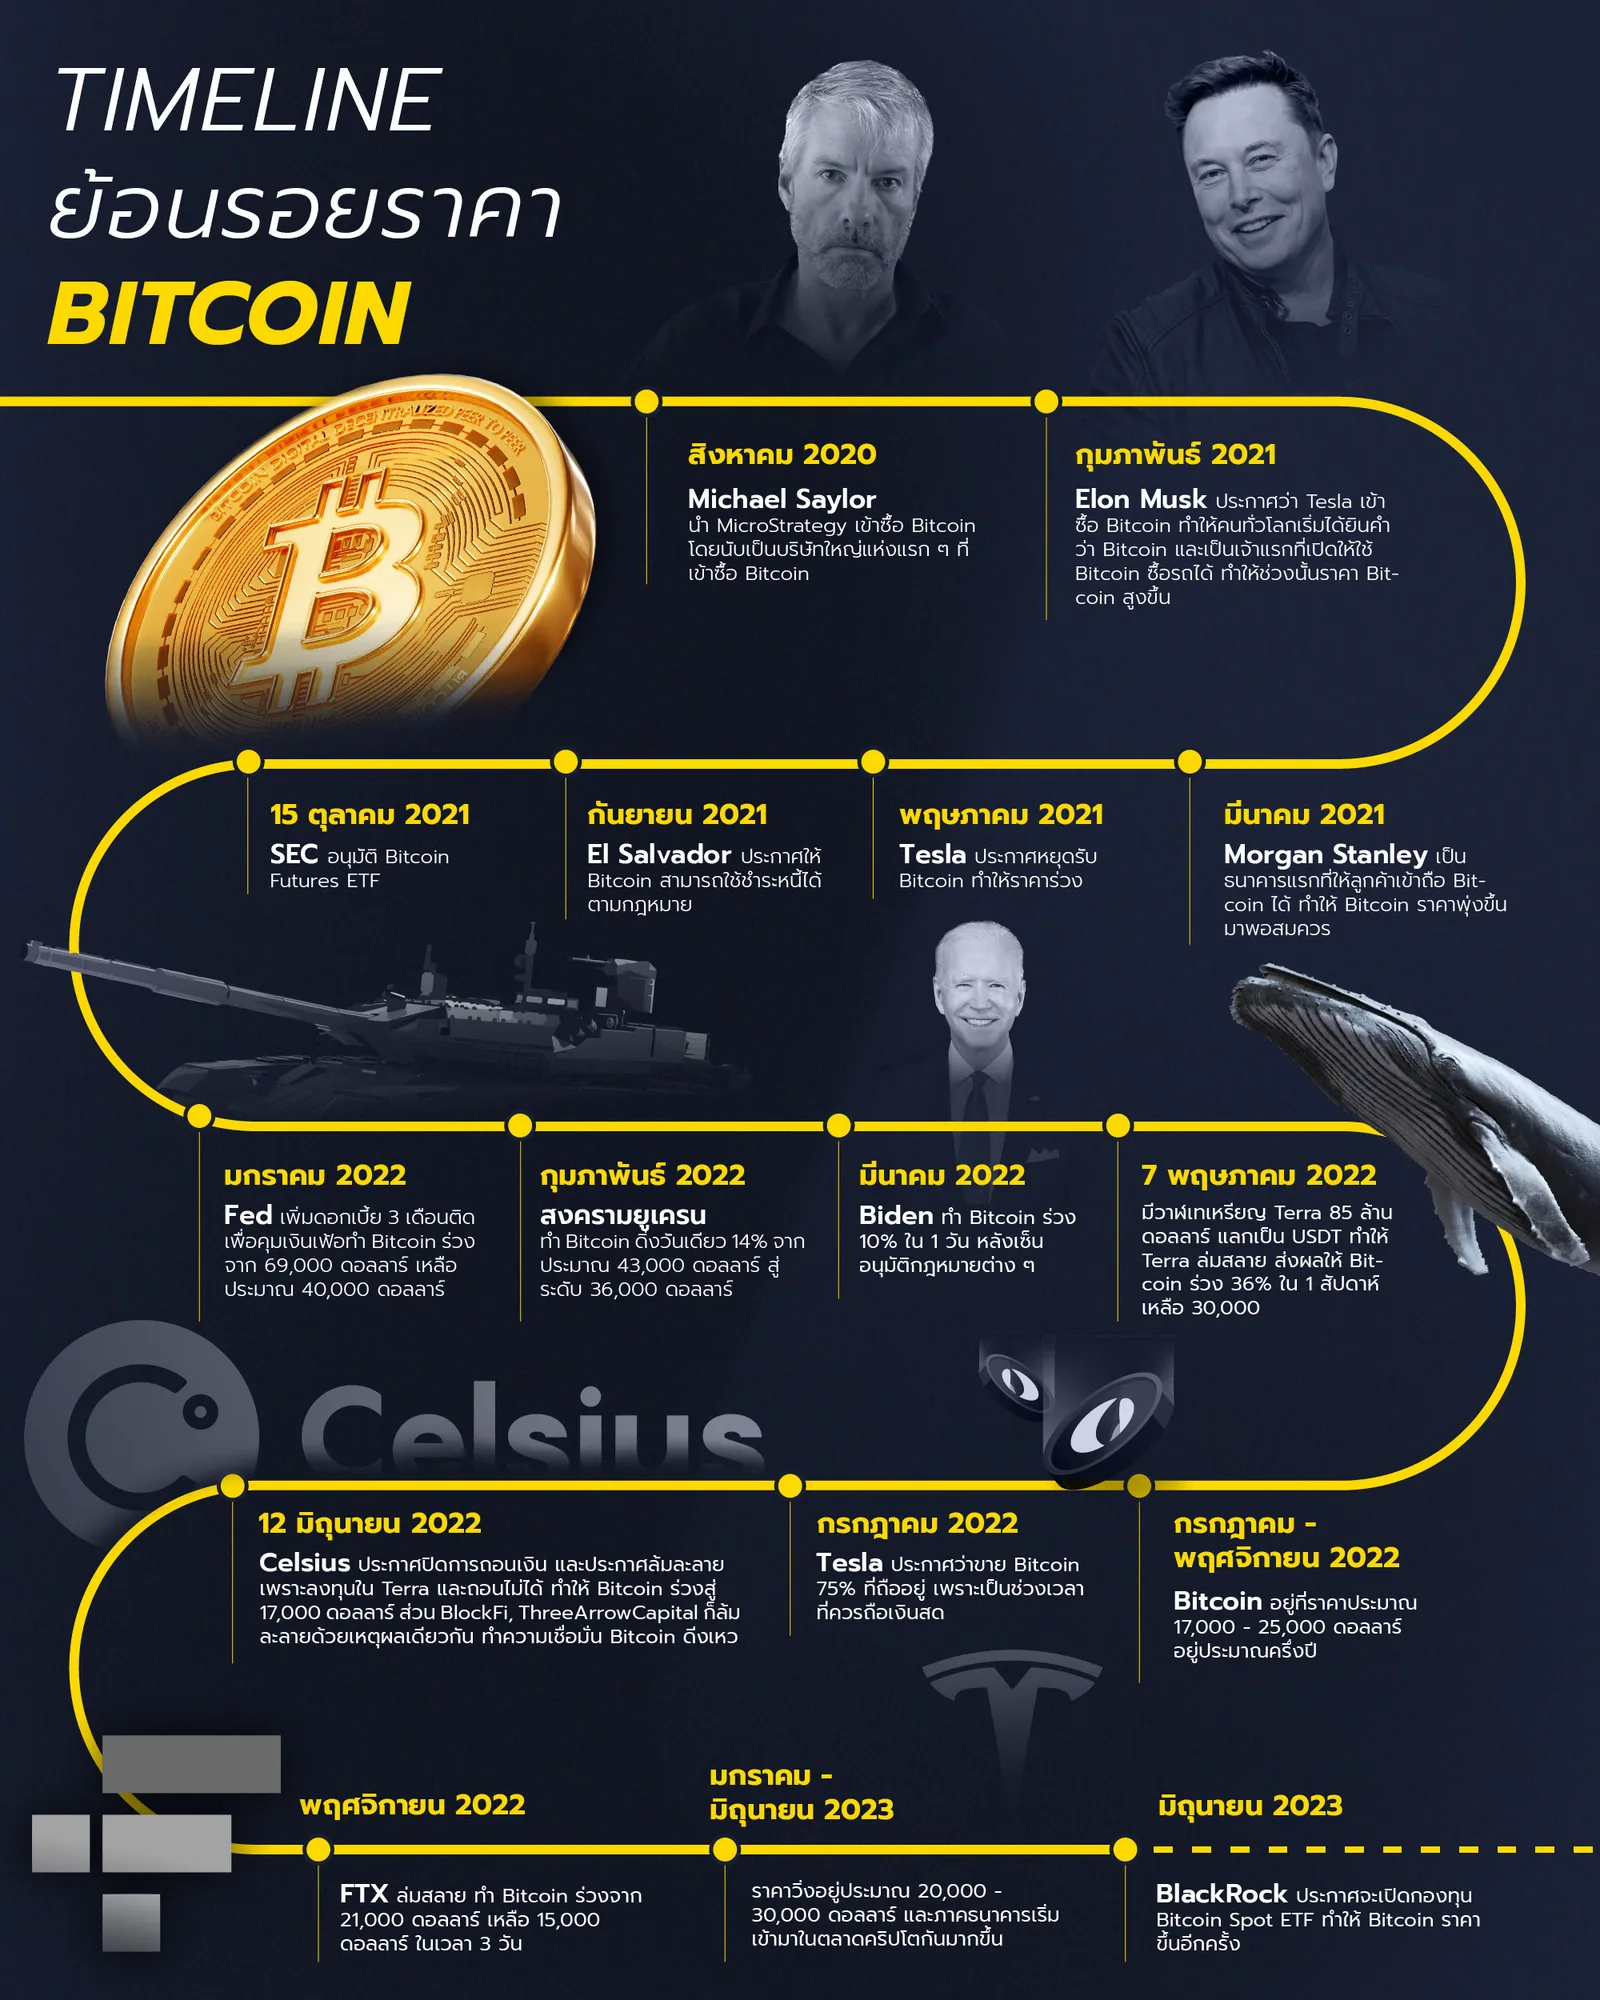 TIMELINE
ย้อนรอยราคา
BITCOIN
BITCOIN DIGITAL DECENTRALIZED PEER TO PEER
สิงหาคม 2020
Michael Saylor
นำ MicroStrategy เข้าซื้อ Bitcoin
โดยนับเป็นบริษัทใหญ่แห่งแรก ๆ ที่
เข้าซื้อ Bitcoin
กุมภาพันธ์ 2021
Elon Musk ประกาศว่า Tesla เข้า
ซื้อ Bitcoin ทำให้คนทั่วโลกเริ่มได้ยินคำ
ว่า Bitcoin และเป็นเจ้าแรกที่เปิดให้ใช้
Bitcoin ซื้อรถได้ ทำให้ช่วงนั้นราคา Bit-
coin สูงขึ้น
15 ตุลาคม 2021
SEC อนุมัติ Bitcoin
Futures ETF
กันยายน 2021
El Salvador ประกาศให้
Bitcoin สามารถใช้ชำระหนี้ได้
ตามกฎหมาย
พฤษภาคม 2021
Tesla ประกาศหยุดรับ
Bitcoin ทำให้ราคาร่วง
มีนาคม 2021
Morgan Stanley เป็น
ธนาคารแรกที่ให้ลูกค้าเข้าถือ Bit-
coin ได้ ทำให้ Bitcoin ราคาพุ่งขึ้น
มาพอสมควร
มกราคม 2022
Fed เพิ่มดอกเบี้ย 3 เดือนติด
เพื่อคุมเงินเฟ้อทำ Bitcoin ร่วง
จาก 69,000 ดอลลาร์ เหลือ
ประมาณ 40,000 ดอลลาร์
กุมภาพันธ์ 2022
สงครามยูเครน
ทำ Bitcoin ดิ่งวันเดียว 14% จาก
ประมาณ 43,000 ดอลลาร์ สู่
ระดับ 36,000 ดอลลาร์
มีนาคม 2022
Biden ทำ Bitcoin ร่วง
10% ใน 1 วัน หลังเซ็น
อนุมัติกฎหมายต่าง ๆ
7 พฤษภาคม 2022
มีวาฬเทเหรียญ Terra 85 ล้าน
ดอลลาร์ แลกเป็น USDT ทำให้
Terra ล่มสลาย ส่งผลให้ Bit-
coin ร่วง 36% ใน 1 สัปดาห์
เหลือ 30,000
Celsius
12 มิถุนายน 2022
Celsius ประกาศปิดการถอนเงิน และประกาศล้มละลาย
เพราะลงทุนใน Terra และถอนไม่ได้ ทำให้ Bitcoin ร่วงสู่
17,000 ดอลลาร์ ส่วน BlockFi, ThreeArrowCapital ก็ล้ม
ละลายด้วยเหตุผลเดียวกัน ทำความเชื่อมั่น Bitcoin ดิ่งเหว
กรกฎาคม 2022
Tesla ประกาศว่าขาย Bitcoin
75% ที่ถืออยู่ เพราะเป็นช่วงเวลา
ที่ควรถือเงินสด
กรกฎาคม -
พฤศจิกายน 2022
Bitcoin อยู่ที่ราคาประมาณ
17,000 - 25,000 ดอลลาร์
อยู่ประมาณครึ่งปี
พฤศจิกายน 2022
FTX ล่มสลาย ทำ Bitcoin ร่วงจาก
21,000 ดอลลาร์ เหลือ 15,000
ดอลลาร์ ในเวลา 3 วัน
มกราคม -
มิถุนายน 2023
ราคาวิ่งอยู่ประมาณ 20,000 -
30,000 ดอลลาร์ และภาคธนาคารเริ่ม
เข้ามาในตลาดคริปโตกันมากขึ้น
มิถุนายน 2023
BlackRock ประกาศจะเปิดกองทุน
Bitcoin Spot ETF ทำให้ Bitcoin ราคา
ขึ้นอีกครั้ง